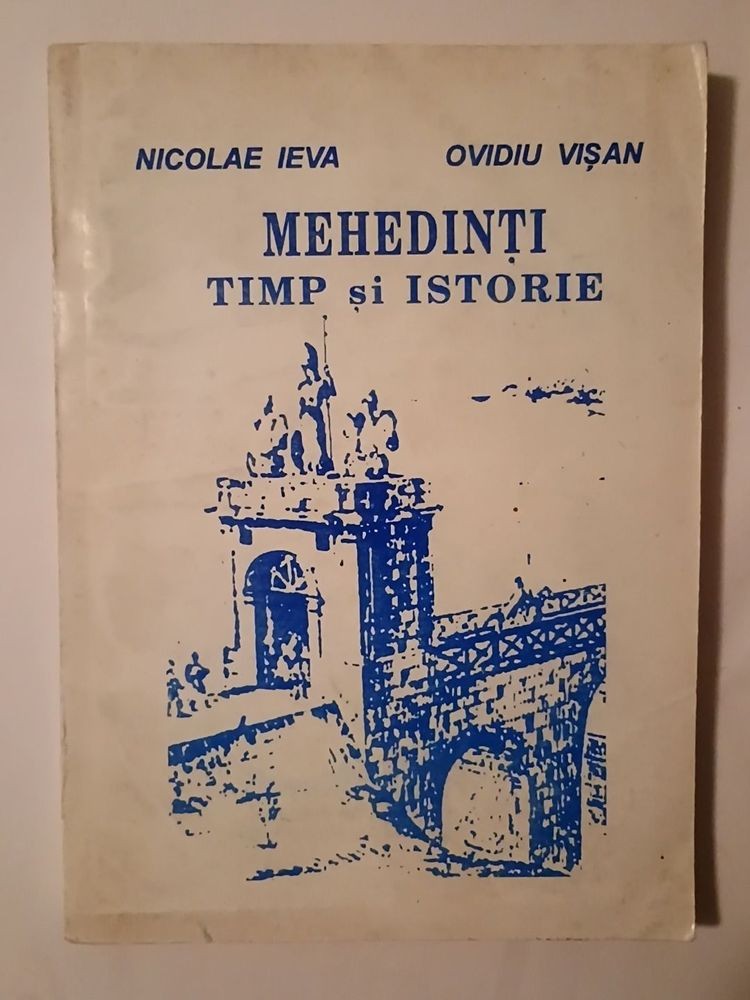 NICOLAE IEVA OVIDIU VIȘAN
MEHEDINȚI
TIMP și ISTORIE